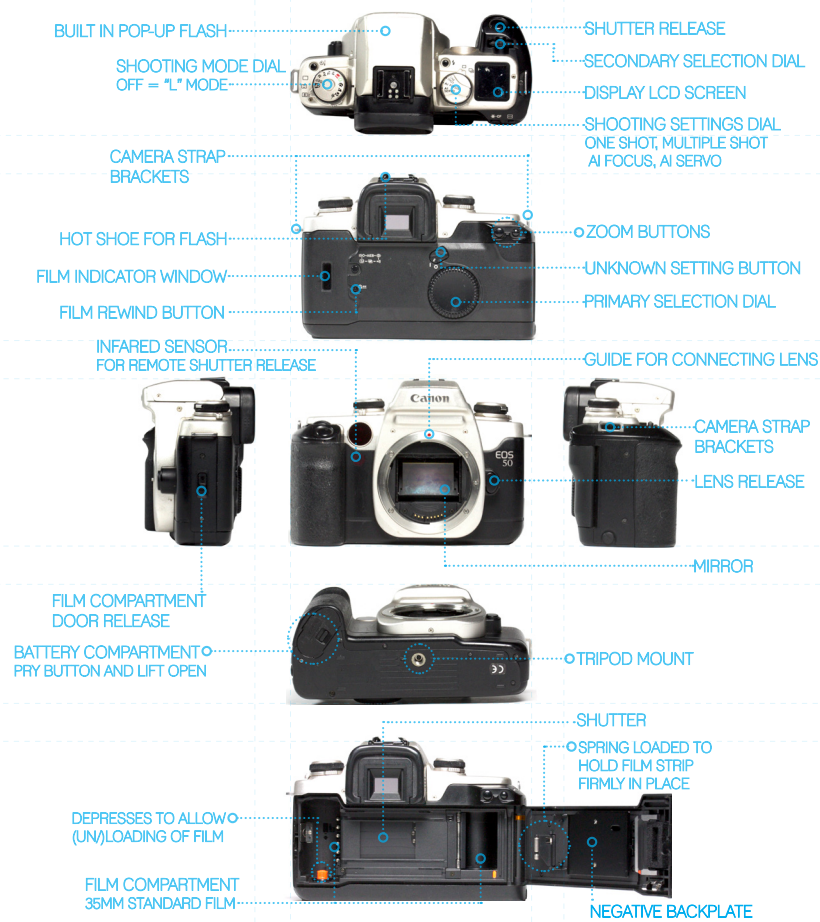 BUILT IN POP-UP FLASH
SHOOTING MODE DIAL
OFF = "L" MODE
SHUTTER RELEASE
SECONDARY SELECTION DIAL
DISPLAY LCD SCREEN
SHOOTING SETTINGS DIAL
ONE SHOT, MULTIPLE SHOT
AI FOCUS, AI SERVO
CAMERA STRAP
BRACKETS
HOT SHOE FOR FLASH
FILM INDICATOR WINDOW
FILM REWIND BUTTON
ZOOM BUTTONS
UNKNOWN SETTING BUTTON
PRIMARY SELECTION DIAL
INFARED SENSOR
FOR REMOTE SHUTTER RELEASE
GUIDE FOR CONNECTING LENS
Canon
EOS
50
CAMERA STRAP
BRACKETS
LENS RELEASE
MIRROR
FILM COMPARTMENT
DOOR RELEASE
BATTERY COMPARTMENT
PRY BUTTON AND LIFT OPEN
TRIPOD MOUNT
CE
SHUTTER
SPRING LOADED TO
HOLD FILM STRIP
FIRMLY IN PLACE
DEPRESSES TO ALLOW
(UN/)LOADING OF FILM
FILM COMPARTMENT
35MM STANDARD FILM
NEGATIVE BACKPLATE